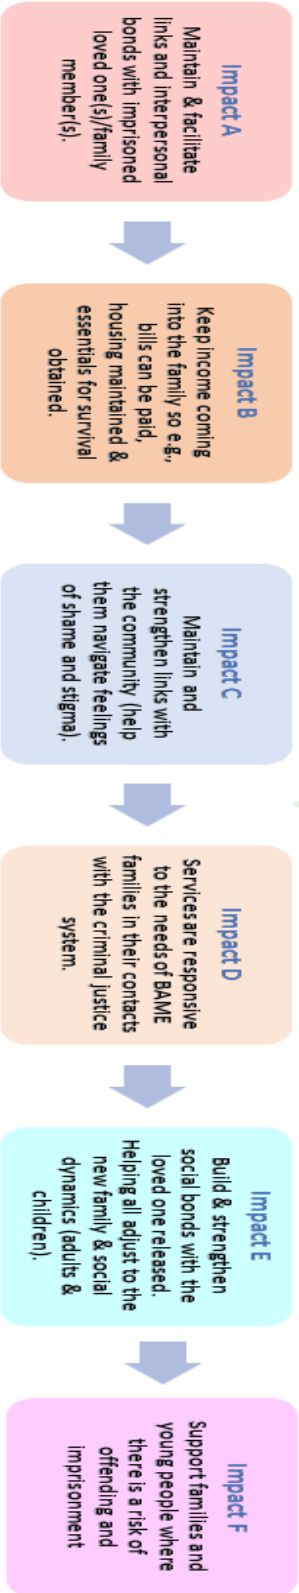 Impact A
Maintain & facilitate
links and interpersonal
bonds with imprisoned
loved one(s)/family
member(s).
Impact B
Keep income coming
into the family so e.g.,
bills can be paid,
housing maintained &
essentials for survival
obtained.
Impact C
Maintain and
strengthen links with
the community (help
them navigate feelings
of shame and stigma).
Impact D
Services are responsive
to the needs of BAME
families in their contacts
with the criminal justice
system.
Impact E
Build & strengthen
social bonds with the
loved one released.
Helping all adjust to the
new family & social
dynamics (adults &
children).
Impact F
Support families and
young people where
there is a risk of
offending and
imprisonment